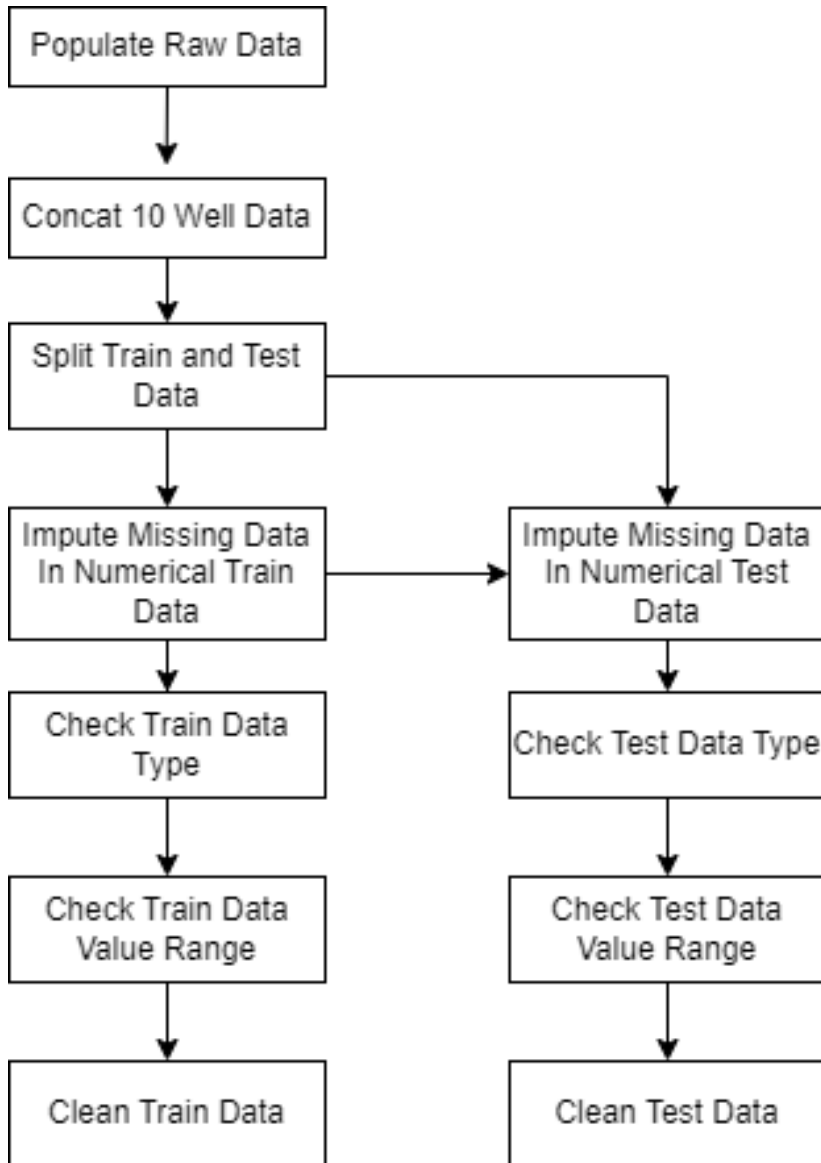 Populate Raw Data
Concat 10 Well Data
Split Train and Test
Data
Impute Missing Data
In Numerical Train
Data
Impute Missing Data
In Numerical Test
Data
Check Train Data
Type
Check Test Data Type
Check Train Data
Value Range
Check Test Data
Value Range
Clean Train Data
Clean Test Data